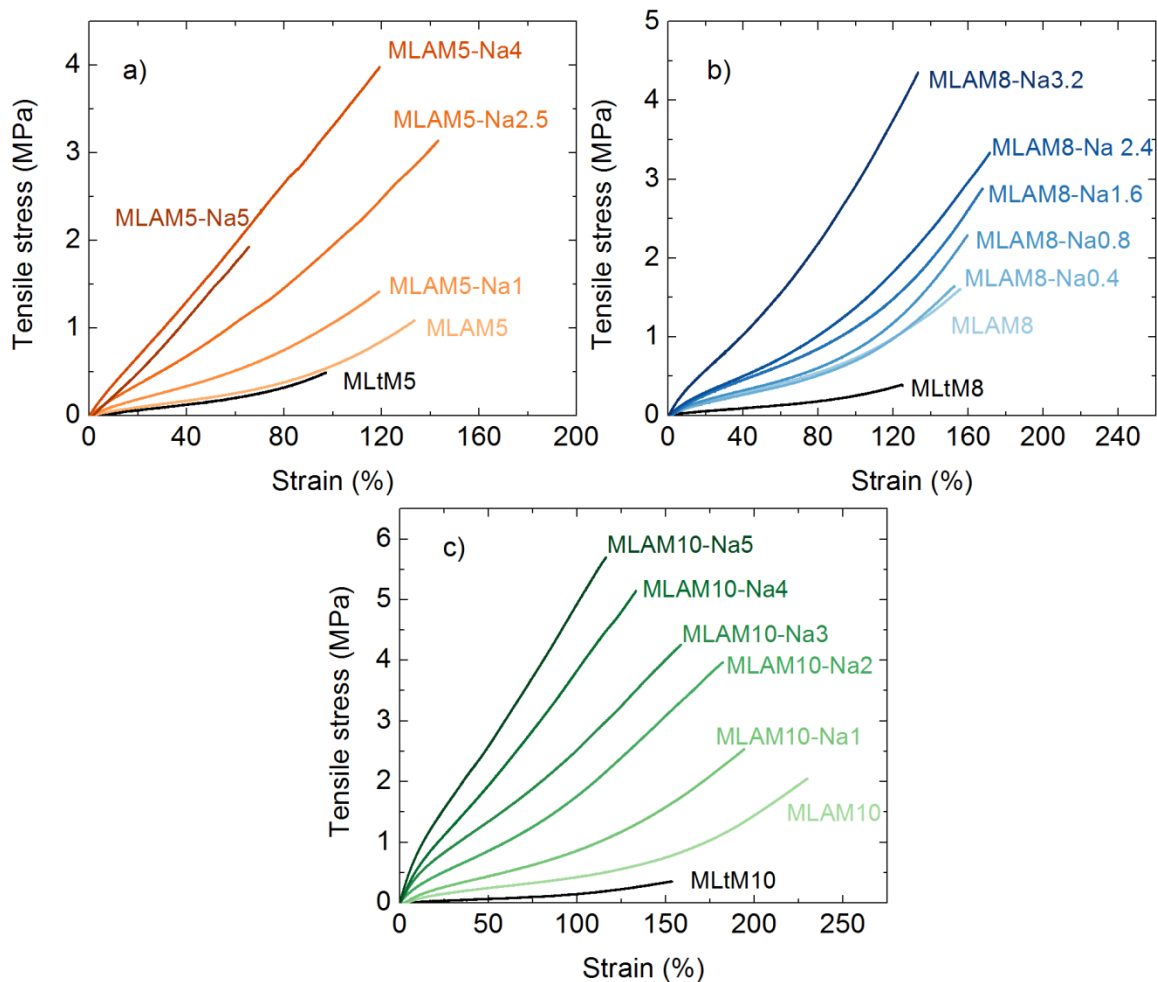 a)
Tensile stress (MPa)
4
3
2
1
0
MLAM5-Na4
MLAM5-Na2.5
MLAM5-Na5
MLAM5-Na1
MLAM5
MLtM5
0 40 80 120 160 200
Strain (%)
b)
Tensile stress (MPa)
5
4
3
2
1
0
MLAM8-Na3.2
MLAM8-Na 2.4
MLAM8-Na1.6
MLAM8-Na0.8
MLAM8-Na0.4
MLAM8
MLtM8
0 40 80 120 160 200 240
Strain (%)
c)
Tensile stress (MPa)
6
5
4
3
2
1
0
MLAM10-Na5
MLAM10-Na4
MLAM10-Na3
MLAM10-Na2
MLAM10-Na1
MLAM10
MLtM10
0 50 100 150 200 250
Strain (%)